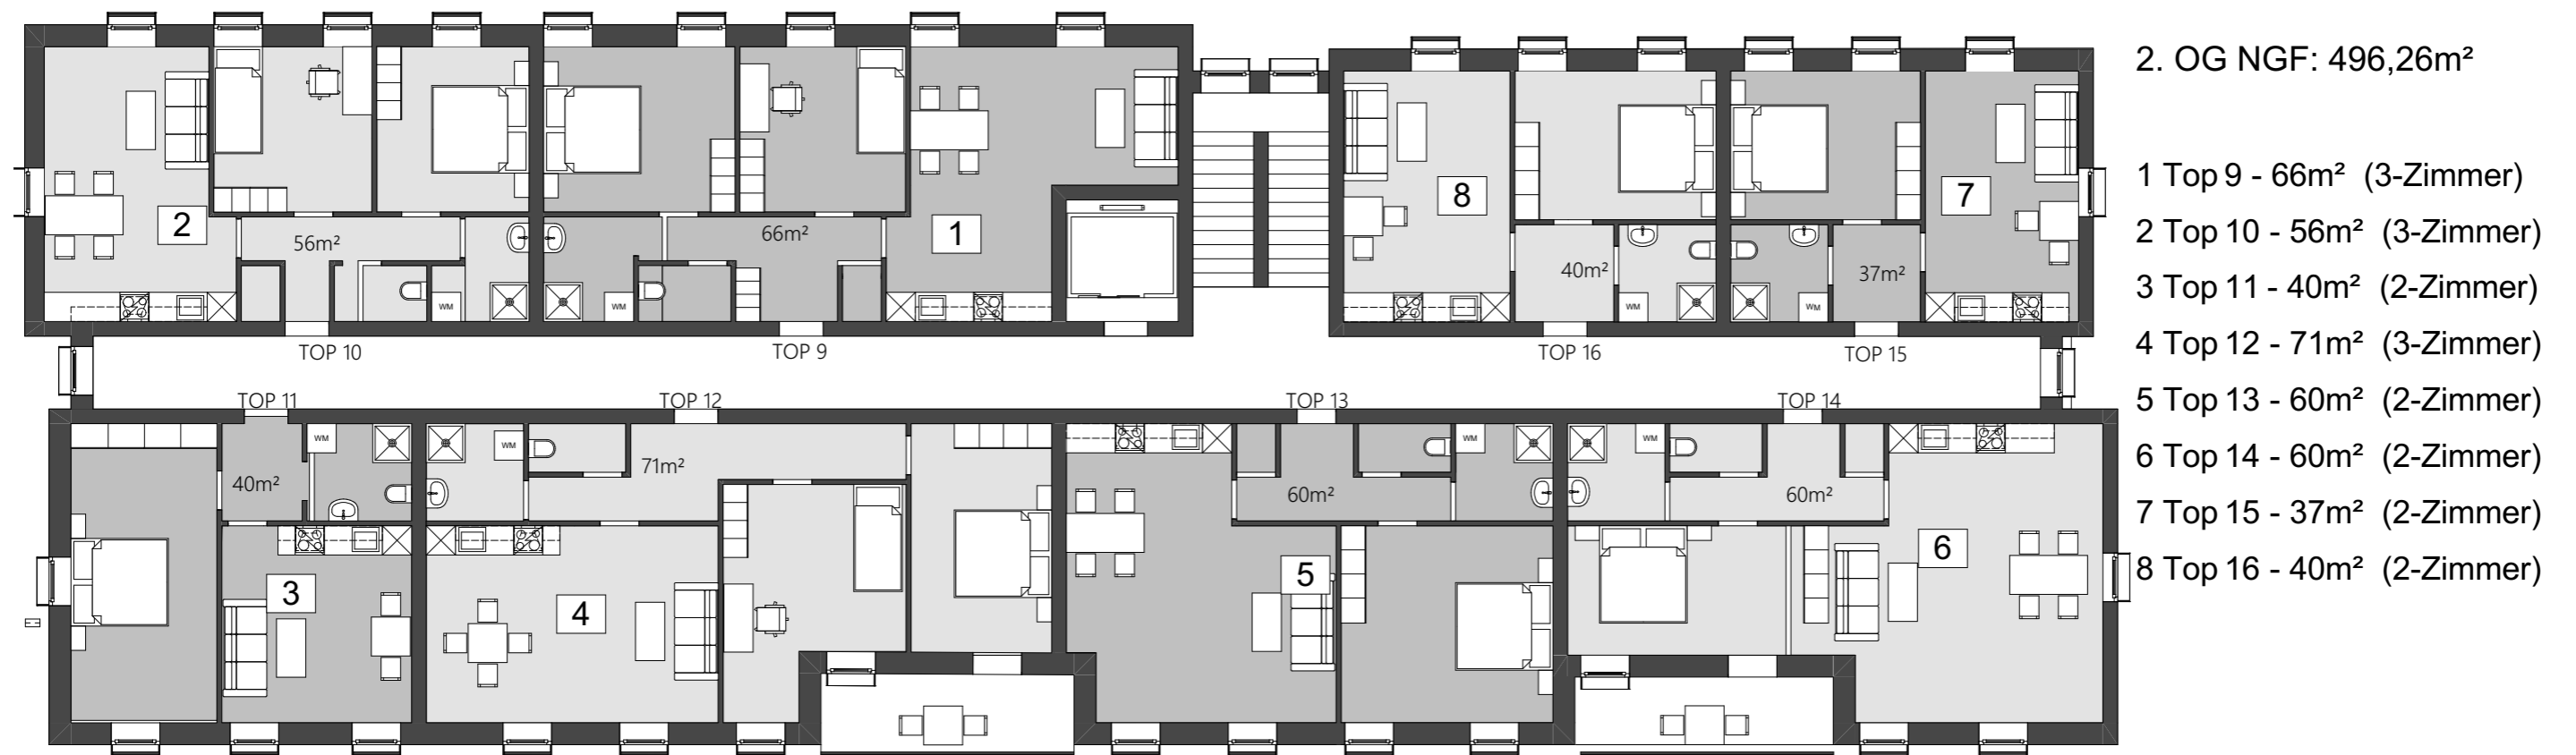 2. OG NGF: 496,26m²
1 Top 9 - 66m² (3-Zimmer)
2 Top 10 - 56m² (3-Zimmer)
3 Top 11 - 40m² (2-Zimmer)
4 Top 12 - 71m² (3-Zimmer)
5 Top 13 - 60m² (2-Zimmer)
6 Top 14 - 60m² (2-Zimmer)
7 Top 15 - 37m² (2-Zimmer)
8 Top 16 - 40m² (2-Zimmer)
2
56m²
WM
WM
66m²
1
8
40m²
WM
WM
37m²
7
TOP 10
TOP 9
TOP 16
TOP 15
TOP 11
TOP 12
TOP 13
TOP 14
40m²
WM
WM
71m²
60m²
WM
WM
60m²
3
4
5
6